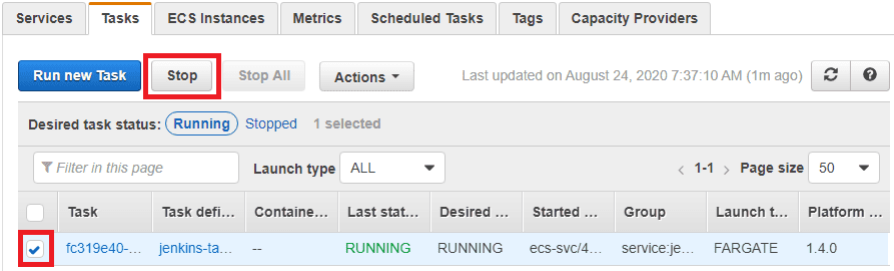 Services Tasks ECS Instances Metrics Scheduled Tasks Tags Capacity Providers
Run new Task Stop Stop All Actions Last updated on August 24, 2020 7:37:10 AM (1m ago)
Desired task status: Running Stopped 1 selected
Filter in this page Launch type ALL < 1-1 > Page size 50
Task Task defi... Containe... Last stat... Desired ... Started ... Group Launch t... Platform ...
fc319e40-... jenkins-ta... -- RUNNING RUNNING ecs-svc/4... service:je... FARGATE 1.4.0